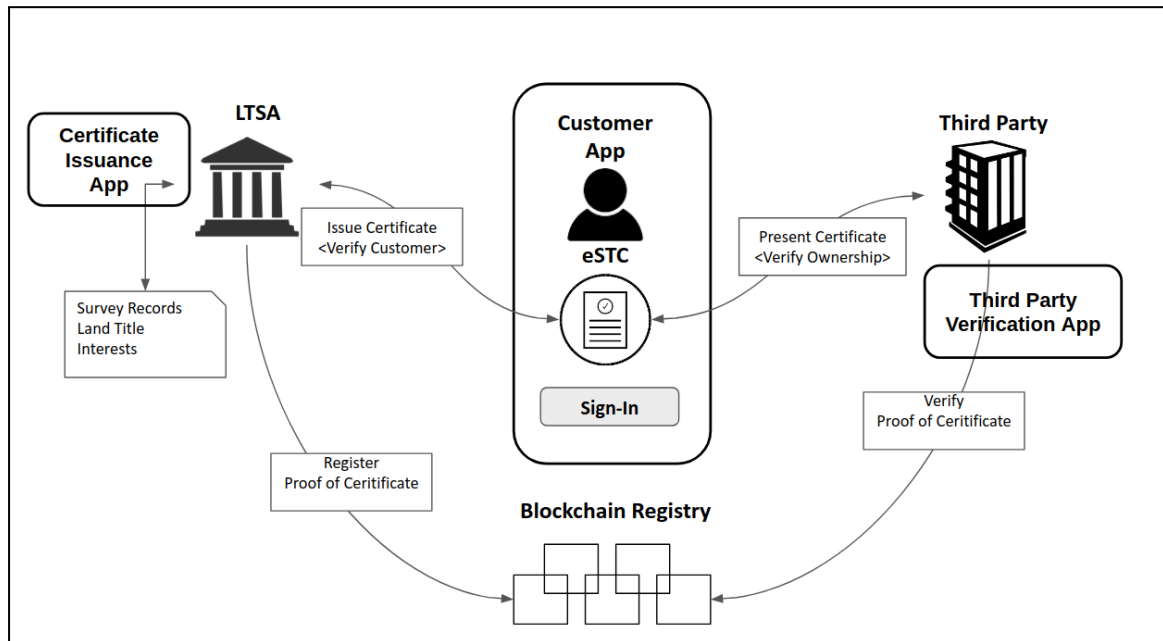 LTSA
Certificate
Issuance
App
Customer
App
Third Party
Issue Certificate
<Verify Customer>
Present Certificate
<Verify Ownership>
eSTC
Survey Records
Land Title
Interests
Third Party
Verification App
Sign-In
Verify
Proof of Ceritificate
Register
Proof of Ceritificate
Blockchain Registry